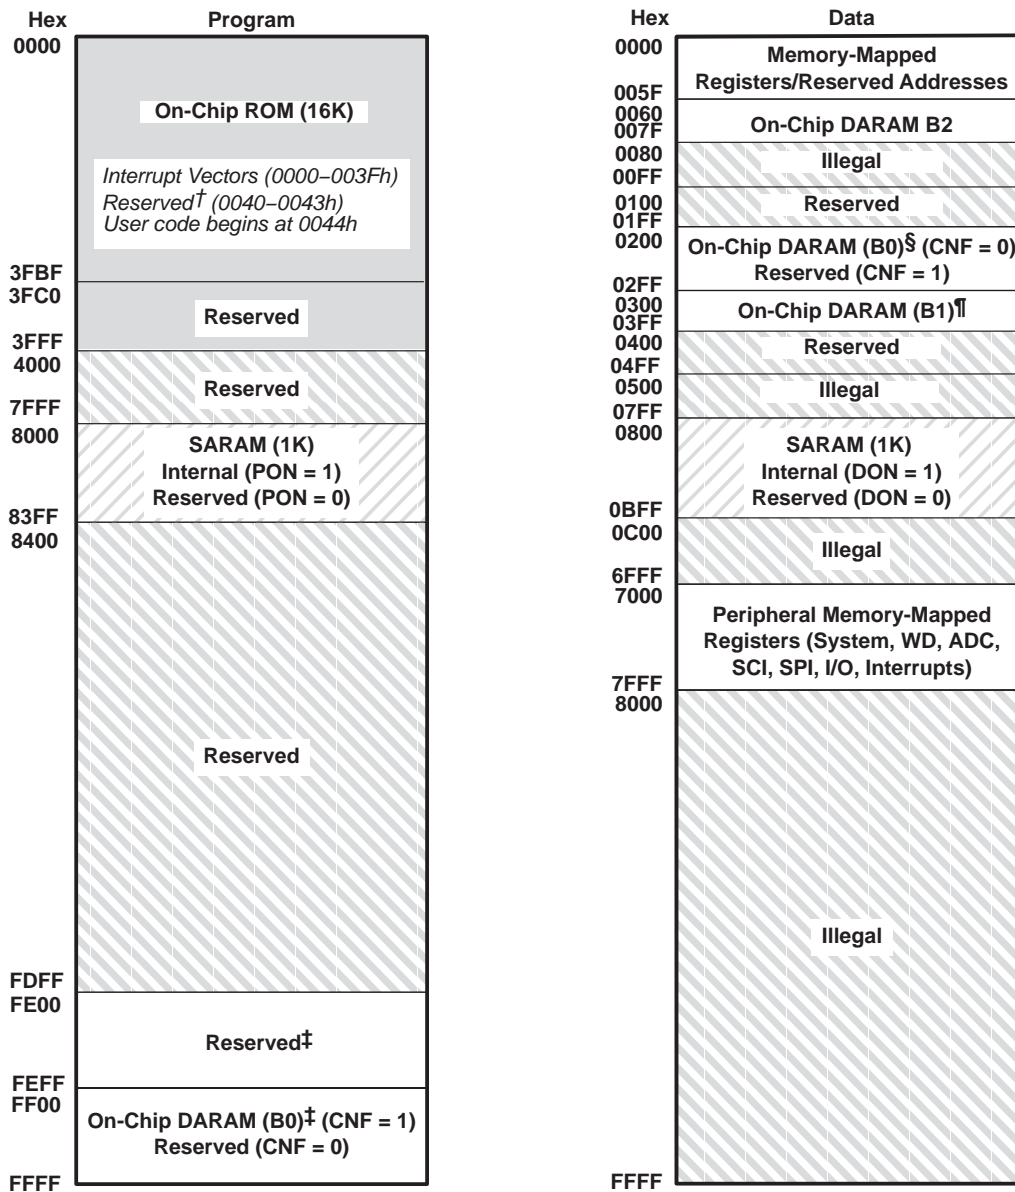 Hex Program
0000
On-Chip ROM (16K)
Interrupt Vectors (0000–003Fh)
Reserved† (0040–0043h)
User code begins at 0044h
3FBF
3FC0
Reserved
3FFF
4000
Reserved
7FFF
8000
SARAM (1K)
Internal (PON = 1)
Reserved (PON = 0)
83FF
8400
Reserved
FDFF
FE00
Reserved‡
FEFF
FF00
On-Chip DARAM (B0)‡ (CNF = 1)
Reserved (CNF = 0)
FFFF
Hex Data
0000
Memory-Mapped
Registers/Reserved Addresses
005F
0060
On-Chip DARAM B2
007F
0080
Illegal
00FF
0100
Reserved
01FF
0200
On-Chip DARAM (B0)§ (CNF = 0)
Reserved (CNF = 1)
02FF
0300
On-Chip DARAM (B1)¶
03FF
0400
Reserved
04FF
0500
Illegal
07FF
0800
SARAM (1K)
Internal (DON = 1)
Reserved (DON = 0)
0BFF
0C00
Illegal
6FFF
7000
Peripheral Memory-Mapped
Registers (System, WD, ADC,
SCI, SPI, I/O, Interrupts)
7FFF
8000
Illegal
FFFF